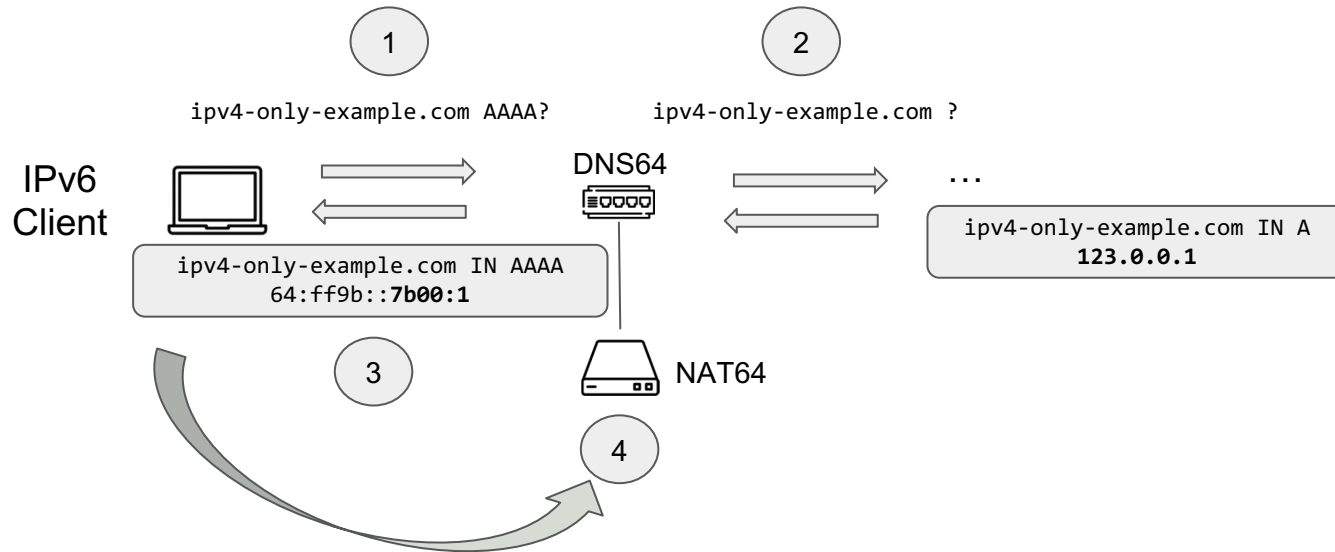 1
2
ipv4-only-example.com AAAA?
ipv4-only-example.com ?
IPv6
Client
DNS64
...
ipv4-only-example.com IN A
123.0.0.1
ipv4-only-example.com IN AAAA
64:ff9b::7b00:1
3
NAT64
4